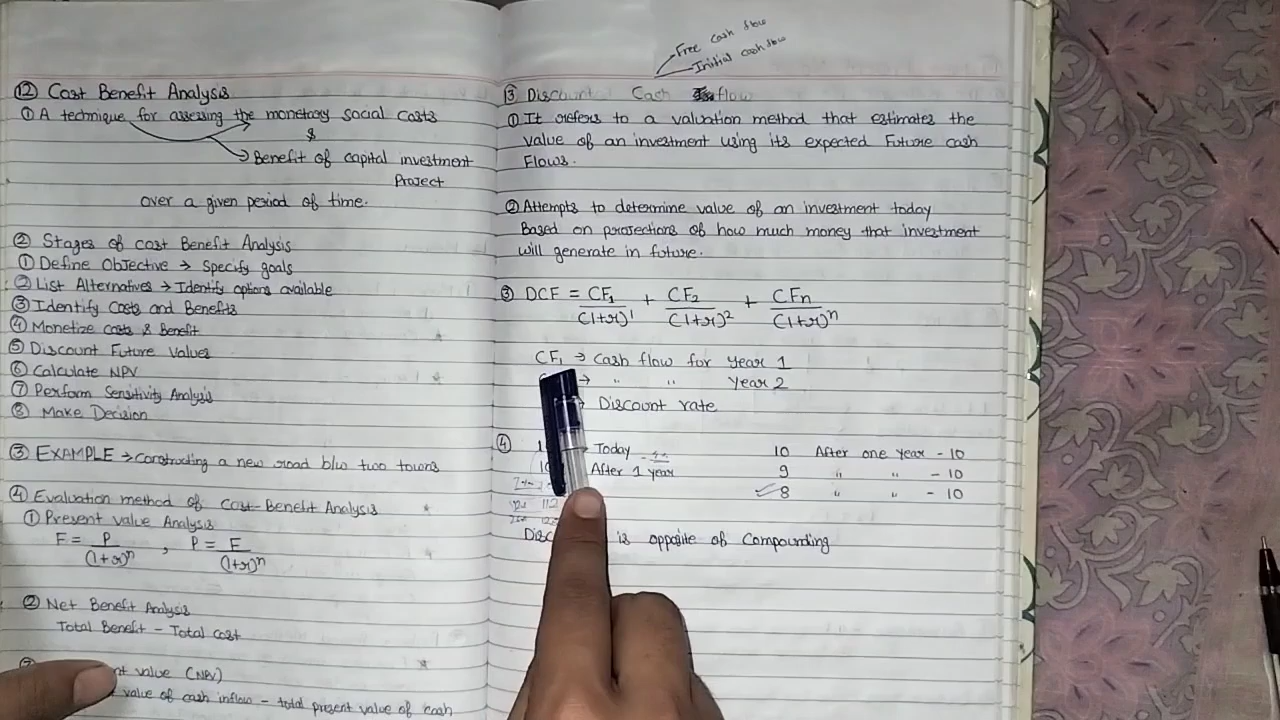 ⑫ Cost Benefit Analysis
① A technique for assessing the monetary social costs
&
→ Benefit of capital investment
Project
over a given period of time.
② Stages of Cost Benefit Analysis
① Define Objective → Specify goals
② List Alternatives → Identify options available
③ Identify Costs and Benefits
④ Monetize costs & Benefit
⑤ Discount Future Values
⑥ Calculate NPV
⑦ Perform Sensitivity Analysis
⑧ Make Decision
③ EXAMPLE → Constructing a new road b/w two towns
④ Evaluation method of Cost-Benefit Analysis
① Present value Analysis
F = P/(1+r)^n , P = F/(1+r)^n
② Net Benefit Analysis
Total Benefit - Total cost
value (NPV)
value of cash inflow - total present value of cash
Free cash flow
Initial cash flow
⑬ Discount Cash flow
① It refers to a valuation method that estimates the
value of an investment using its expected Future cash
Flows.
② Attempts to determine value of an investment today
Based on projections of how much money that investment
will generate in future.
③ DCF = CF₁/(1+r)¹ + CF₂/(1+r)² + CFn/(1+r)^n
CF₁ → Cash flow for Year 1
→ " " Year 2
Discount rate
④ Today 10 After one year - 10
After 1 year 9 " " - 10
✓8 " " - 10
is opposite of Compounding